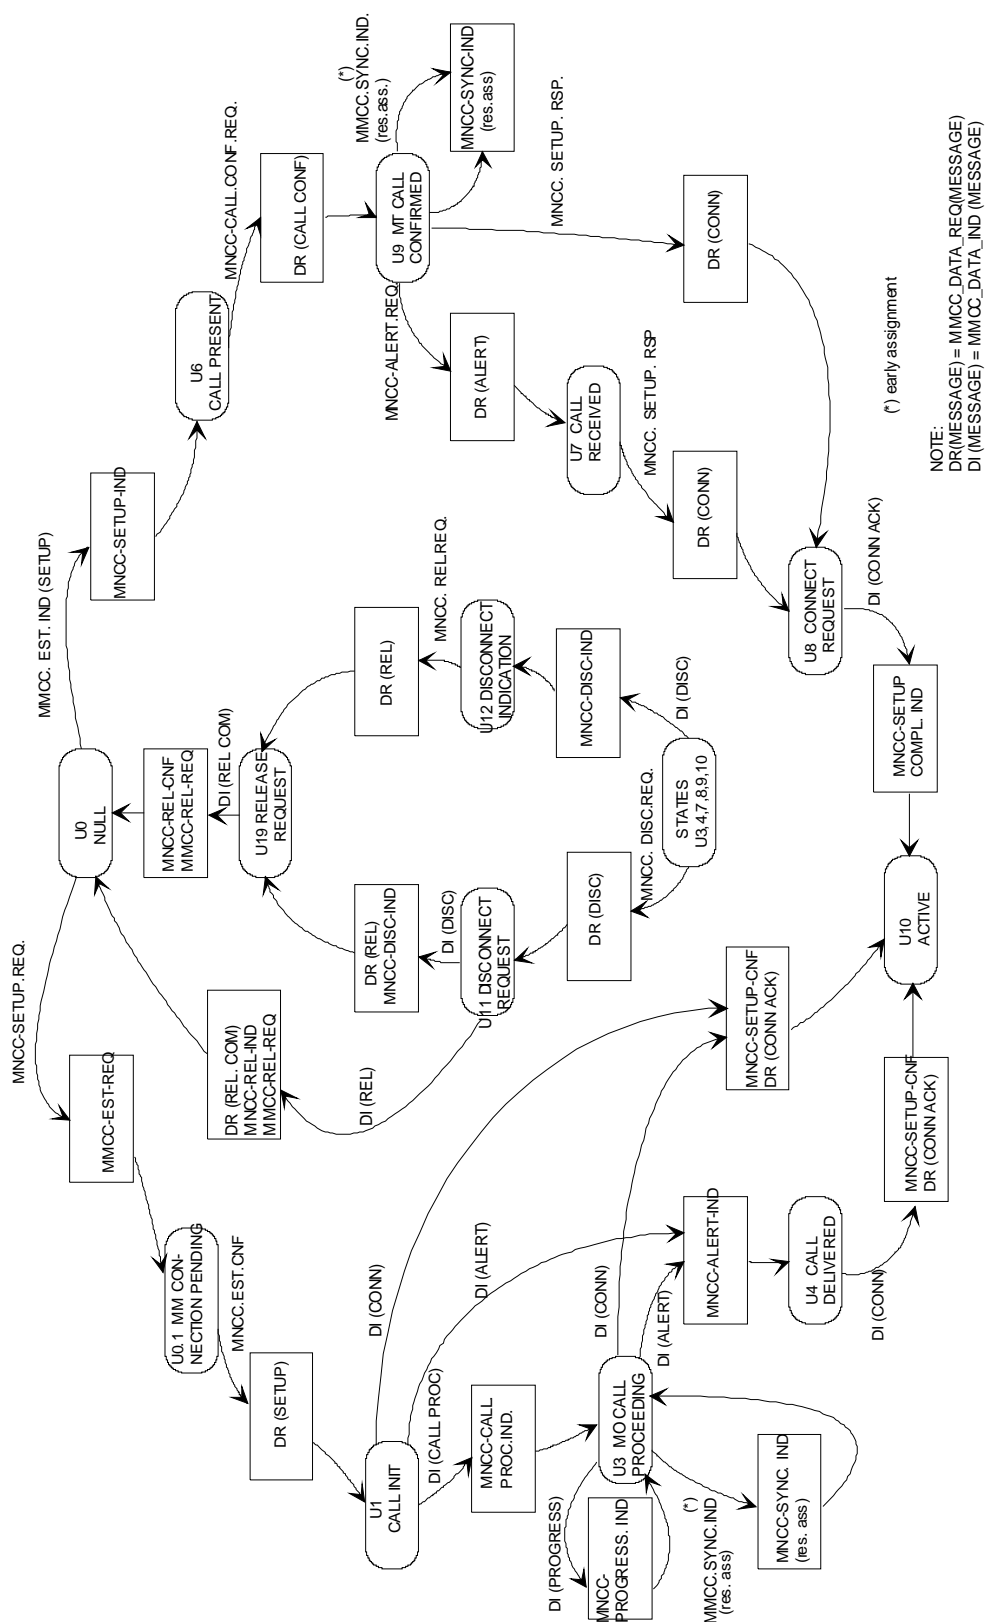 MNCC-SETUP.REQ.
MMCC. EST. IND (SETUP)
U0
NULL
MMCC-EST-REQ
MNCC-SETUP-IND
U0.1 MM CON-
NECTION PENDING
MNCC.EST.CNF
DR (SETUP)
U6
CALL PRESENT
MNCC-CALL.CONF.REQ.
DR (CALL CONF)
DR (REL. COM)
MNCC-REL-IND
MMCC-REL-REQ
MNCC-REL-CNF
MMCC-REL-REQ
DI (REL COM)
U19 RELEASE
REQUEST
DR (REL)
MNCC-DISC-IND
DI (DISC)
DR (REL)
MNCC. REL.REQ.
DI (REL)
U11 DISCONNECT
REQUEST
U12 DISCONNECT
INDICATION
DR (DISC)
MNCC-DISC-IND
MNCC. DISC.REQ.
DI (DISC)
STATES
U3,4,7,8,9,10
U1
CALL INIT
DI (CONN)
DI (ALERT)
DI (CALL PROC)
MNCC-CALL
PROC.IND.
U3 MO CALL
PROCEEDING
DI (PROGRESS)
MNCC-
PROGRESS. IND
(*)
MMCC.SYNC.IND
(res. ass)
MNCC-SYNC. IND
(res. ass)
DI (CONN)
DI (ALERT)
MNCC-ALERT-IND
MNCC-SETUP-CNF
DR (CONN ACK)
U4 CALL
DELIVERED
DI (CONN)
MNCC-SETUP-CNF
DR (CONN ACK)
U10
ACTIVE
U9 MT CALL
CONFIRMED
(*)
MMCC.SYNC.IND.
(res.ass.)
MNCC-SYNC-IND
(res.ass)
MNCC-ALERT.REQ.
MNCC. SETUP. RSP.
DR (ALERT)
U7 CALL
RECEIVED
MNCC. SETUP. RSP
DR (CONN)
DR (CONN)
U8 CONNECT
REQUEST
DI (CONN ACK)
MNCC-SETUP
COMPL. IND
(*) early assignment
NOTE:
DR(MESSAGE) = MMCC_DATA_REQ(MESSAGE)
DI (MESSAGE) = MMCC_DATA_IND (MESSAGE)